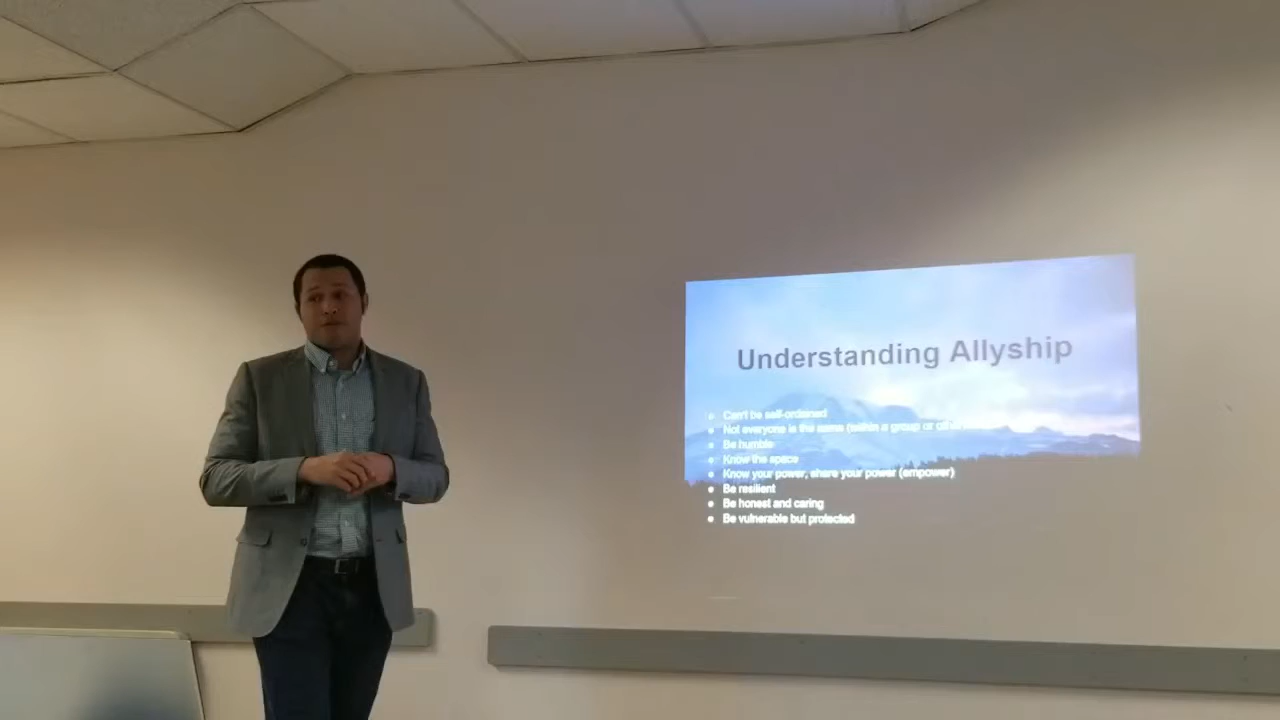 Understanding Allyship
Can't be self-ordained
Not everyone is the same (within a group or
Be humble
Know the space
Know your power, share your power (empower)
Be resilient
Be honest and caring
Be vulnerable but protected